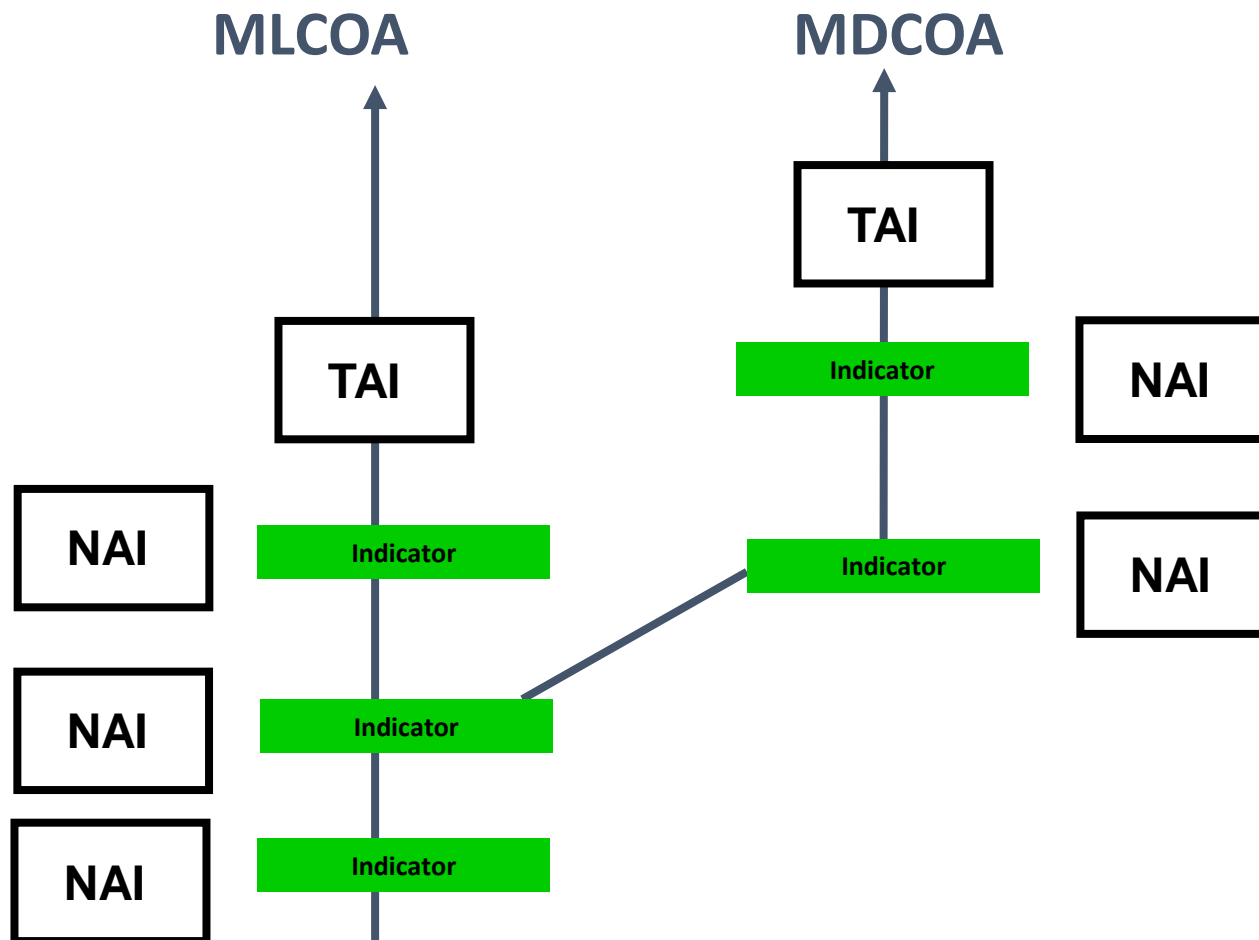 MLCOA MDCOA
TAI
TAI
Indicator NAI
NAI Indicator
Indicator NAI
NAI Indicator
NAI Indicator